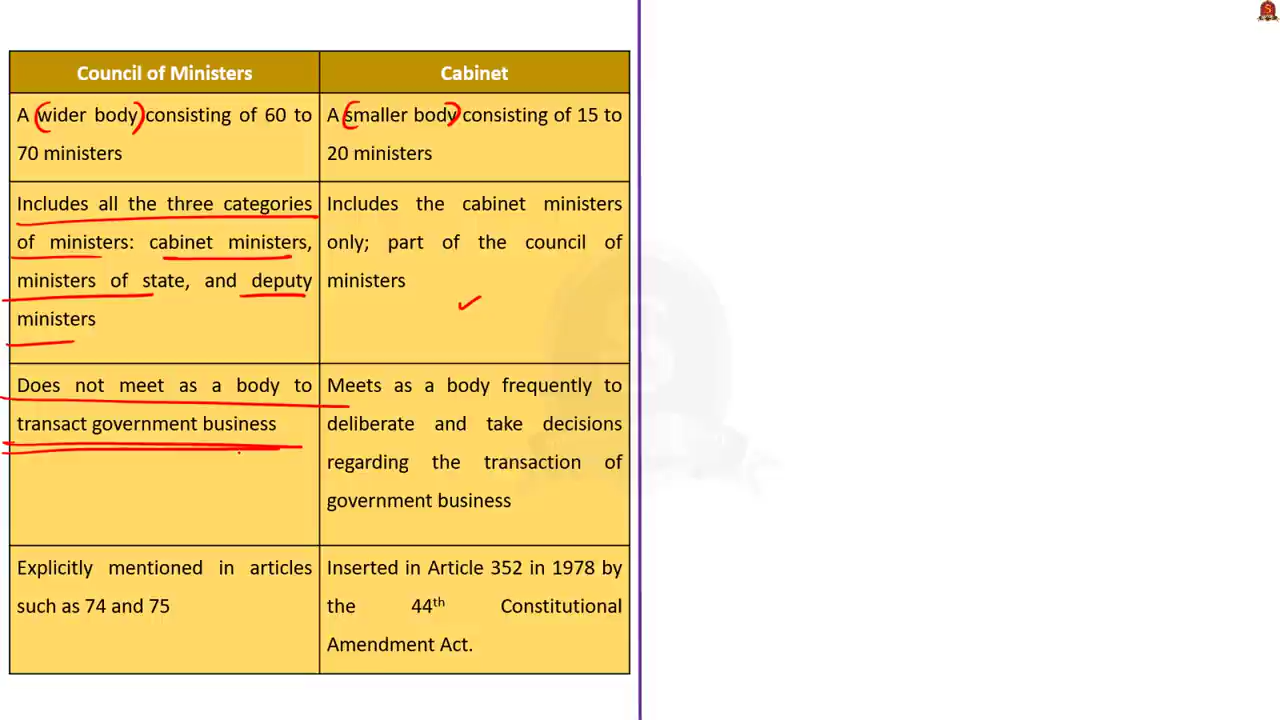 Council of Ministers
Cabinet
A wider body consisting of 60 to
70 ministers
A smaller body consisting of 15 to
20 ministers
Includes all the three categories
of ministers: cabinet ministers,
ministers of state, and deputy
ministers
Includes the cabinet ministers
only; part of the council of
ministers
Does not meet as a body to
transact government business
Meets as a body frequently to
deliberate and take decisions
regarding the transaction of
government business
Explicitly mentioned in articles
such as 74 and 75
Inserted in Article 352 in 1978 by
the 44th Constitutional
Amendment Act.